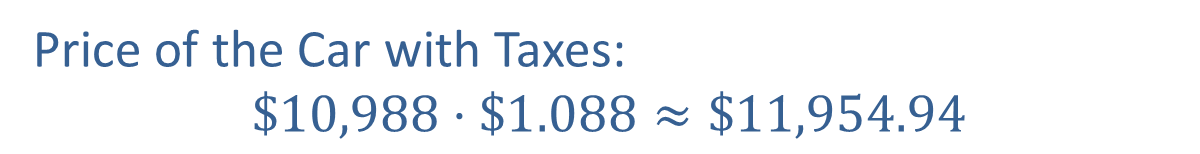 Price of the Car with Taxes:
$10,988 · $1.088 ≈ $11,954.94